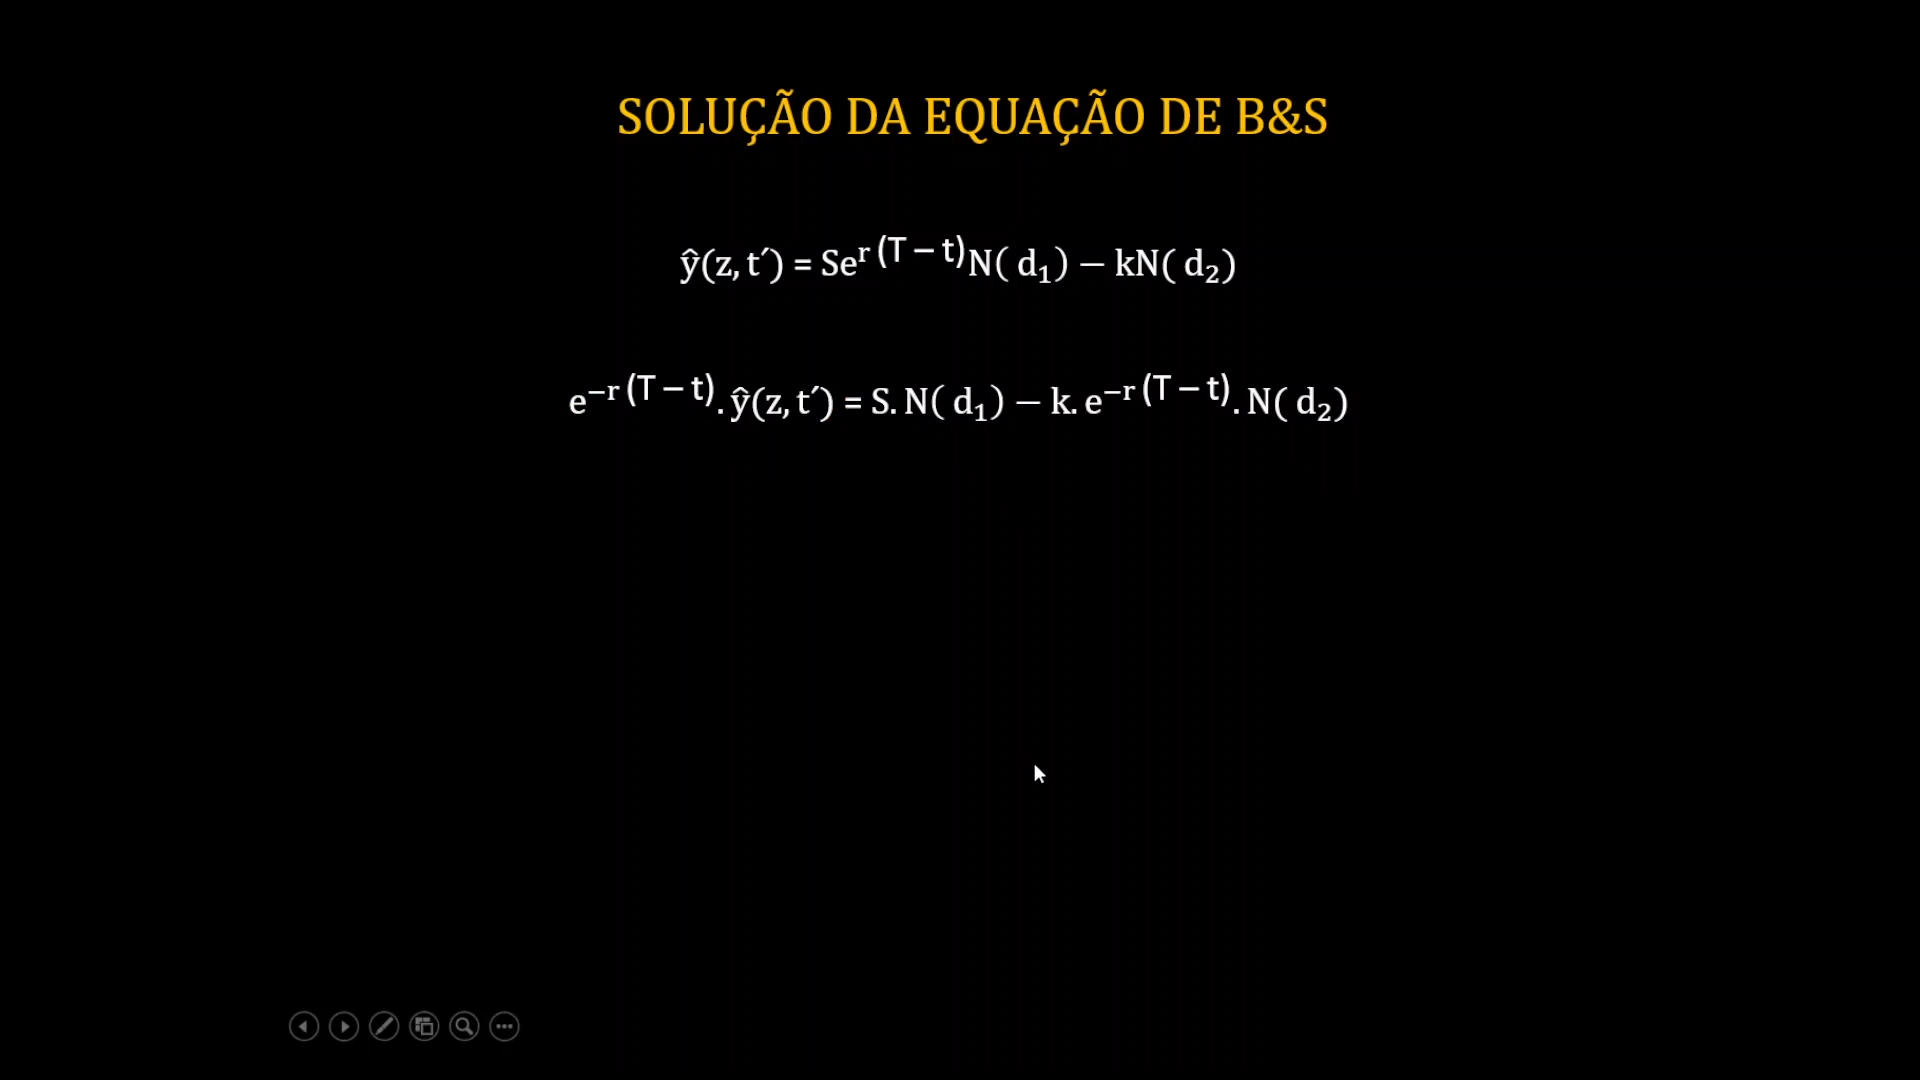 SOLUÇÃO DA EQUAÇÃO DE B&S
ŷ(z, t´) = Se^{r (T − t)}N( d₁) − kN( d₂)
e^{−r (T − t)}. ŷ(z, t´) = S. N( d₁) − k. e^{−r (T − t)}. N( d₂)